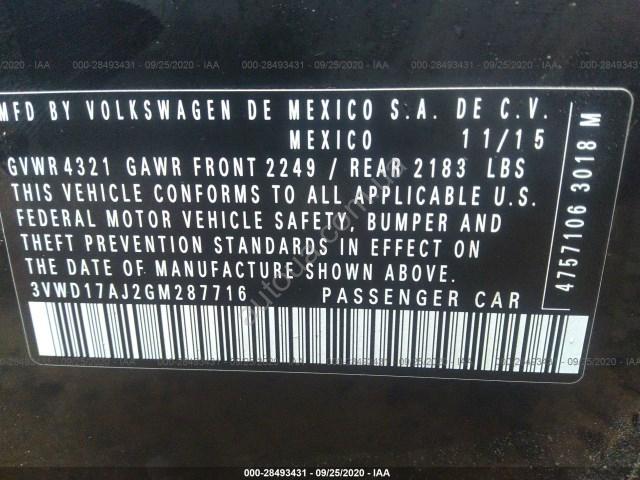 000-28493431 - 09/25/2020 - IAA
MFD BY VOLKSWAGEN DE MEXICO S.A. DE C.V.
MEXICO 11/15
GVWR 4321 GAWR FRONT 2249 / REAR 2183 LBS
THIS VEHICLE CONFORMS TO ALL APPLICABLE U.S.
FEDERAL MOTOR VEHICLE SAFETY, BUMPER AND
THEFT PREVENTION STANDARDS IN EFFECT ON
THE DATE OF MANUFACTURE SHOWN ABOVE.
3VWD17AJ2GM287716 PASSENGER CAR
4757106 3018 M
000-28493431 - 09/25/2020 - IAA